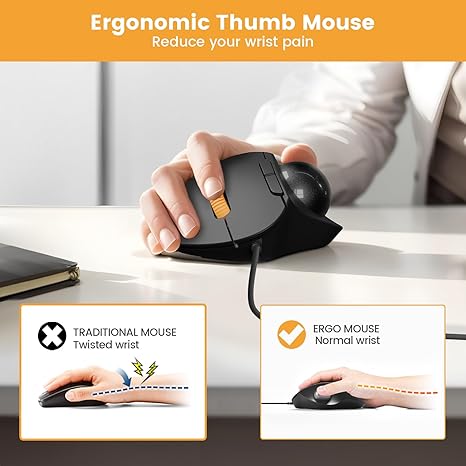 Ergonomic Thumb Mouse
Reduce your wrist pain
TRADITIONAL MOUSE
Twisted wrist
ERGO MOUSE
Normal wrist